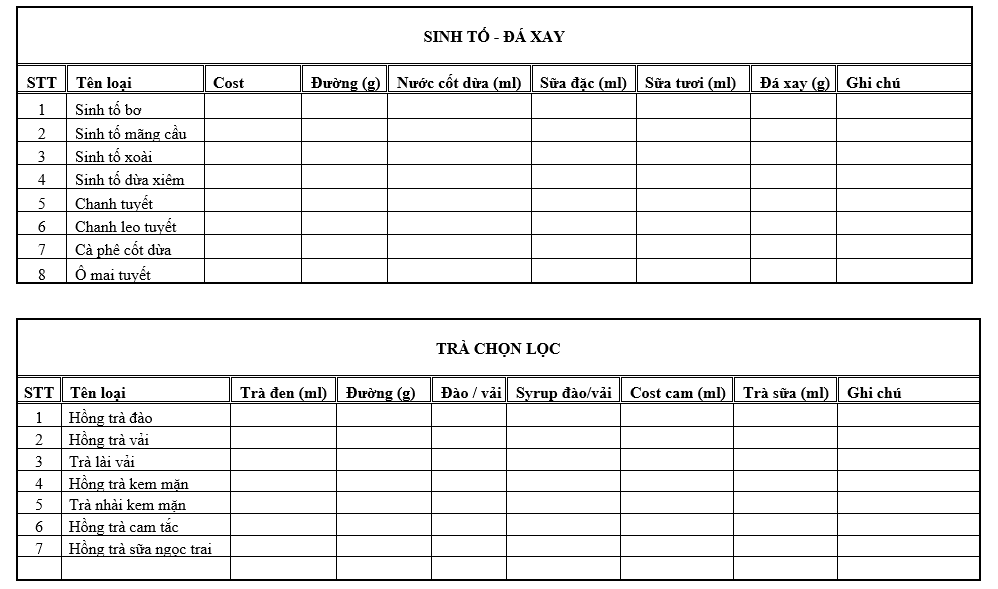 SINH TỐ - ĐÁ XAY
STT Tên loại Cost Đường (g) Nước cốt dừa (ml) Sữa đặc (ml) Sữa tươi (ml) Đá xay (g) Ghi chú
1 Sinh tố bơ
2 Sinh tố mãng cầu
3 Sinh tố xoài
4 Sinh tố dừa xiêm
5 Chanh tuyết
6 Chanh leo tuyết
7 Cà phê cốt dừa
8 Ô mai tuyết
TRÀ CHỌN LỌC
STT Tên loại Trà đen (ml) Đường (g) Đào / vải Syrup đào/vải Cost cam (ml) Trà sữa (ml) Ghi chú
1 Hồng trà đào
2 Hồng trà vải
3 Trà lài vải
4 Hồng trà kem mặn
5 Trà nhài kem mặn
6 Hồng trà cam tắc
7 Hồng trà sữa ngọc trai